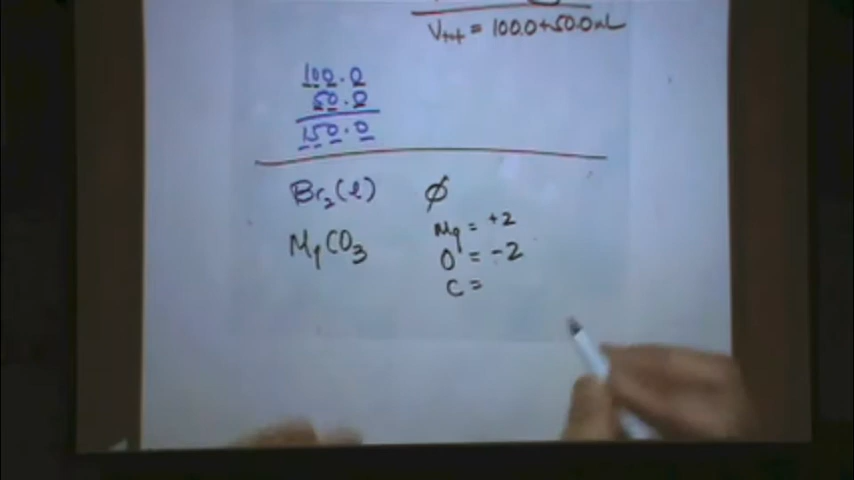 Vtot = 100.0+50.0mL
100.0
50.0
150.0
Br2(l) ∅
MgCO3 Mg = +2
O = -2
C =